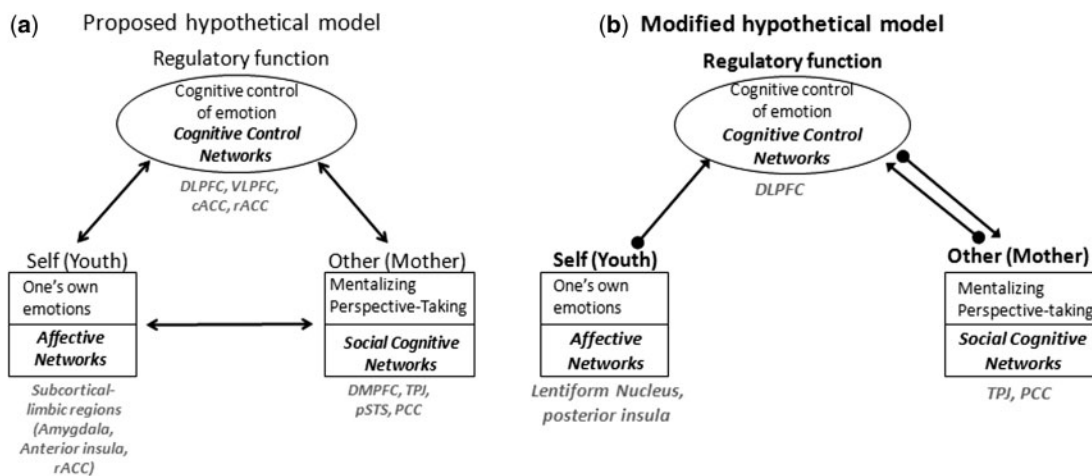 (a) Proposed hypothetical model
Regulatory function
Cognitive control
of emotion
Cognitive Control
Networks
DLPFC, VLPFC,
cACC, rACC
Self (Youth)
One's own
emotions
Affective
Networks
Subcortical-
limbic regions
(Amygdala,
Anterior insula,
rACC)
Other (Mother)
Mentalizing
Perspective-Taking
Social Cognitive
Networks
DMPFC, TPJ,
pSTS, PCC
(b) Modified hypothetical model
Regulatory function
Cognitive control
of emotion
Cognitive Control
Networks
DLPFC
Self (Youth)
One's own
emotions
Affective
Networks
Lentiform Nucleus,
posterior insula
Other (Mother)
Mentalizing
Perspective-taking
Social Cognitive
Networks
TPJ, PCC